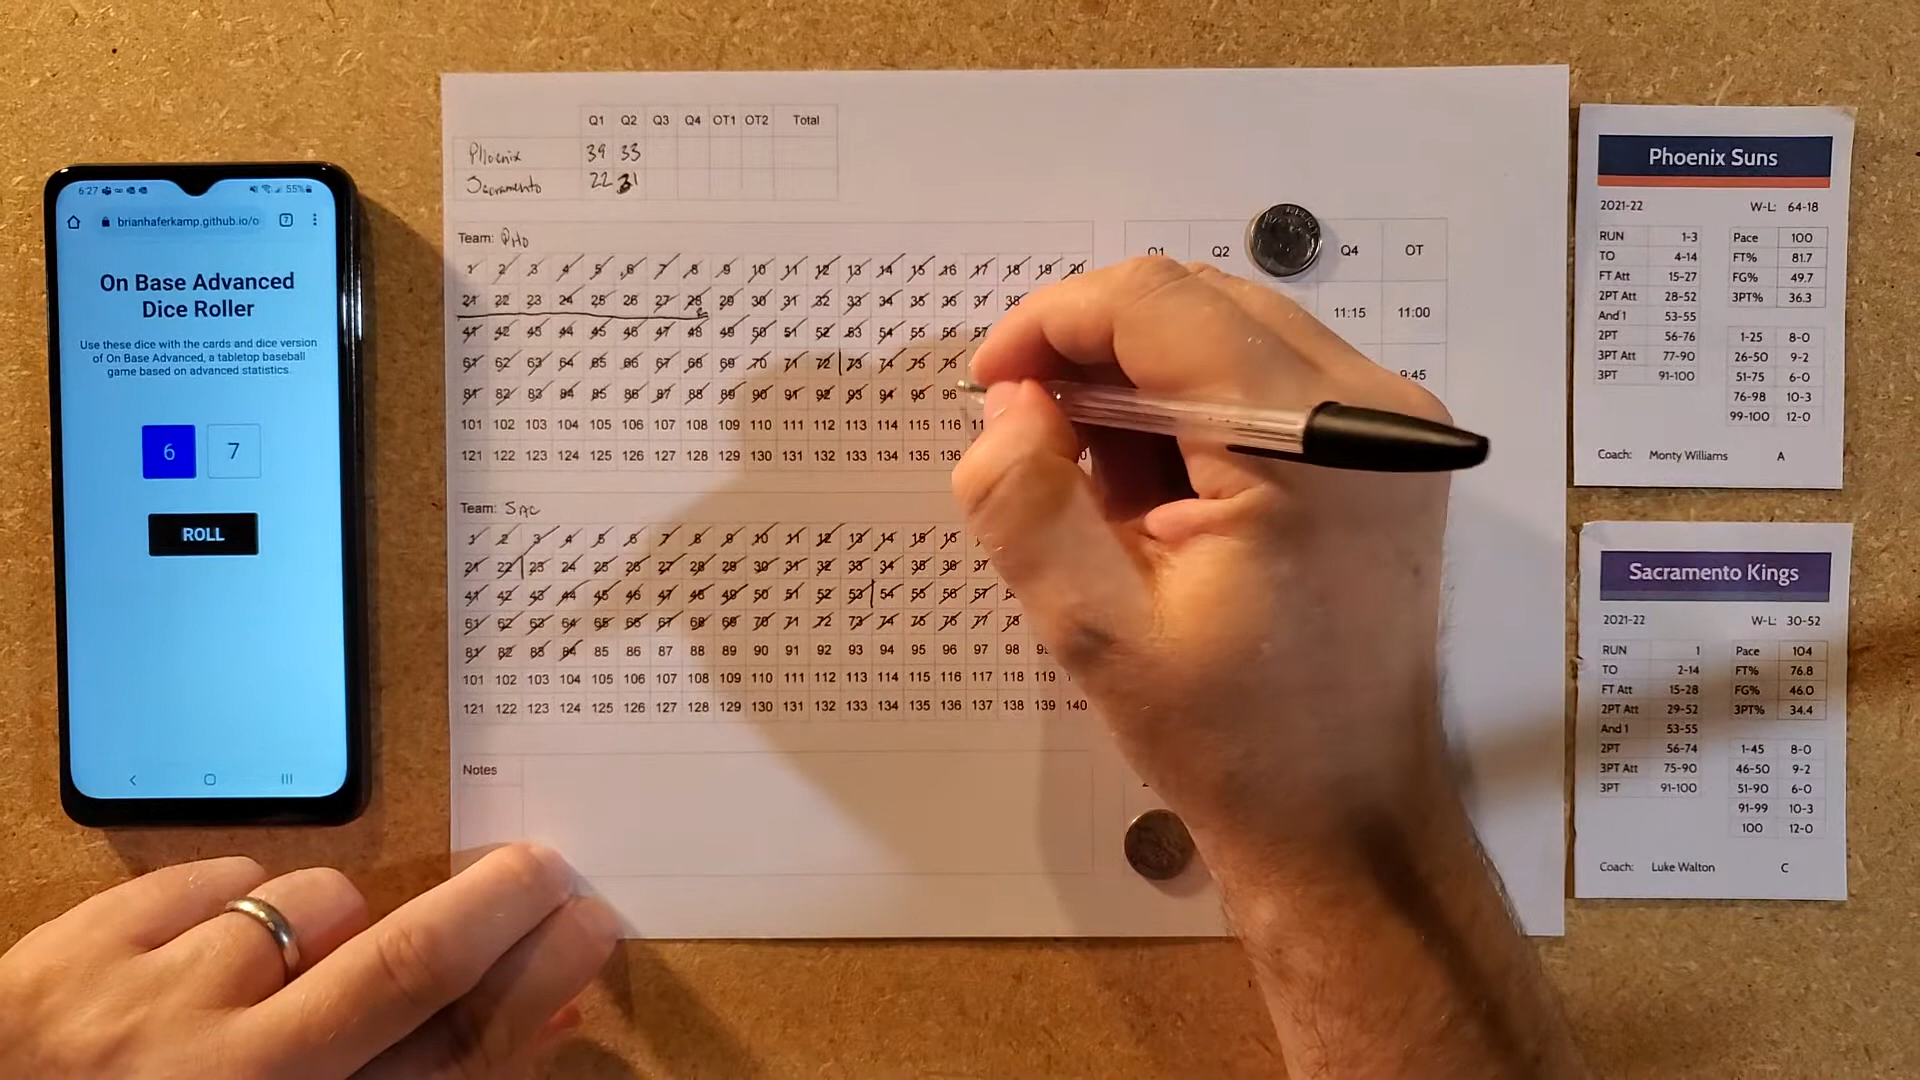 6:27 55%
brianhaferkamp.github.io/o 7
On Base Advanced
Dice Roller
Use these dice with the cards and dice version
of On Base Advanced, a tabletop baseball
game based on advanced statistics.
6 7
ROLL
Q1 Q2 Q3 Q4 OT1 OT2 Total
Phoenix 39 33
Sacramento 22 31
Team: PHO
1 2 3 4 5 6 7 8 9 10 11 12 13 14 15 16 17 18 19 20
21 22 23 24 25 26 27 28 29 30 31 32 33 34 35 36 37 38
41 42 43 44 45 46 47 48 49 50 51 52 53 54 55 56 57
61 62 63 64 65 66 67 68 69 70 71 72 73 74 75 76
81 82 83 84 85 86 87 88 89 90 91 92 93 94 95 96
101 102 103 104 105 106 107 108 109 110 111 112 113 114 115 116
121 122 123 124 125 126 127 128 129 130 131 132 133 134 135 136
Team: SAC
1 2 3 4 5 6 7 8 9 10 11 12 13 14 15 16
21 22 23 24 25 26 27 28 29 30 31 32 33 34 35 36 37
41 42 43 44 45 46 47 48 49 50 51 52 53 54 55 56 57
61 62 63 64 65 66 67 68 69 70 71 72 73 74 75 76 77 78
81 82 83 84 85 86 87 88 89 90 91 92 93 94 95 96 97 98
101 102 103 104 105 106 107 108 109 110 111 112 113 114 115 116 117 118 119
121 122 123 124 125 126 127 128 129 130 131 132 133 134 135 136 137 138 139 140
Notes
Q1 Q2 Q4 OT
11:15 11:00
9:45
Phoenix Suns
2021-22 W-L: 64-18
RUN 1-3 Pace 100
TO 4-14 FT% 81.7
FT Att 15-27 FG% 49.7
2PT Att 28-52 3PT% 36.3
And 1 53-55
2PT 56-76 1-25 8-0
3PT Att 77-90 26-50 9-2
3PT 91-100 51-75 6-0
76-98 10-3
99-100 12-0
Coach: Monty Williams A
Sacramento Kings
2021-22 W-L: 30-52
RUN 1 Pace 104
TO 2-14 FT% 76.8
FT Att 15-28 FG% 46.0
2PT Att 29-52 3PT% 34.4
And 1 53-55
2PT 56-74 1-45 8-0
3PT Att 75-90 46-50 9-2
3PT 91-100 51-90 6-0
91-99 10-3
100 12-0
Coach: Luke Walton C